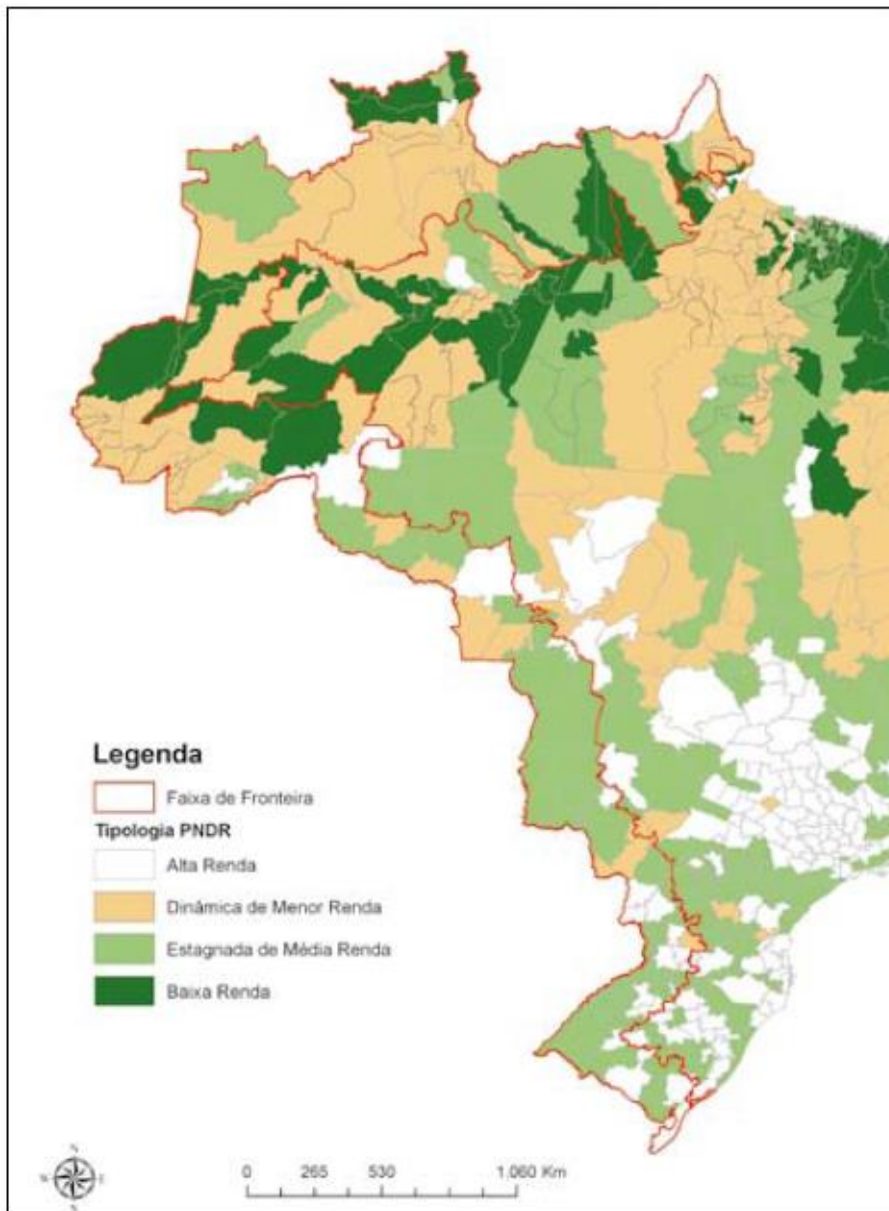 Legenda
Faixa de Fronteira
Tipologia PNDR
Alta Renda
Dinâmica de Menor Renda
Estagnada de Média Renda
Baixa Renda
N
W E
S
0 265 530 1.060 Km